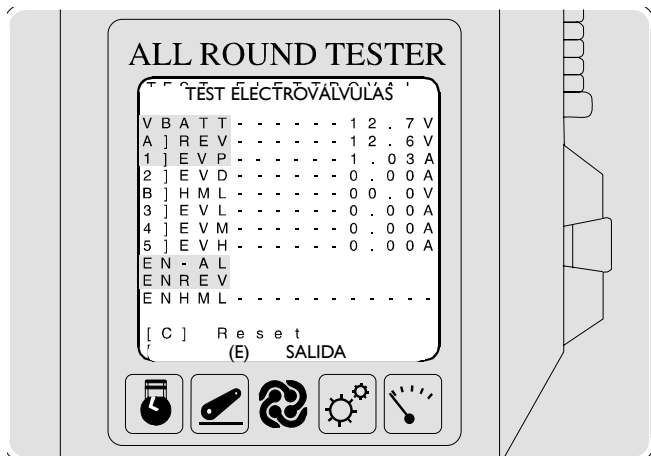 ALL ROUND TESTER
TEST ELECTROVÁLVULAS
VBATT------12.7V
A]REV------12.6V
1]EVP------1.03A
2]EVD------0.00A
B]HML------00.0V
3]EVL------0.00A
4]EVM------0.00A
5]EVH------0.00A
EN-AL
ENREV
ENHML-----------
[C] Reset
(E) SALIDA